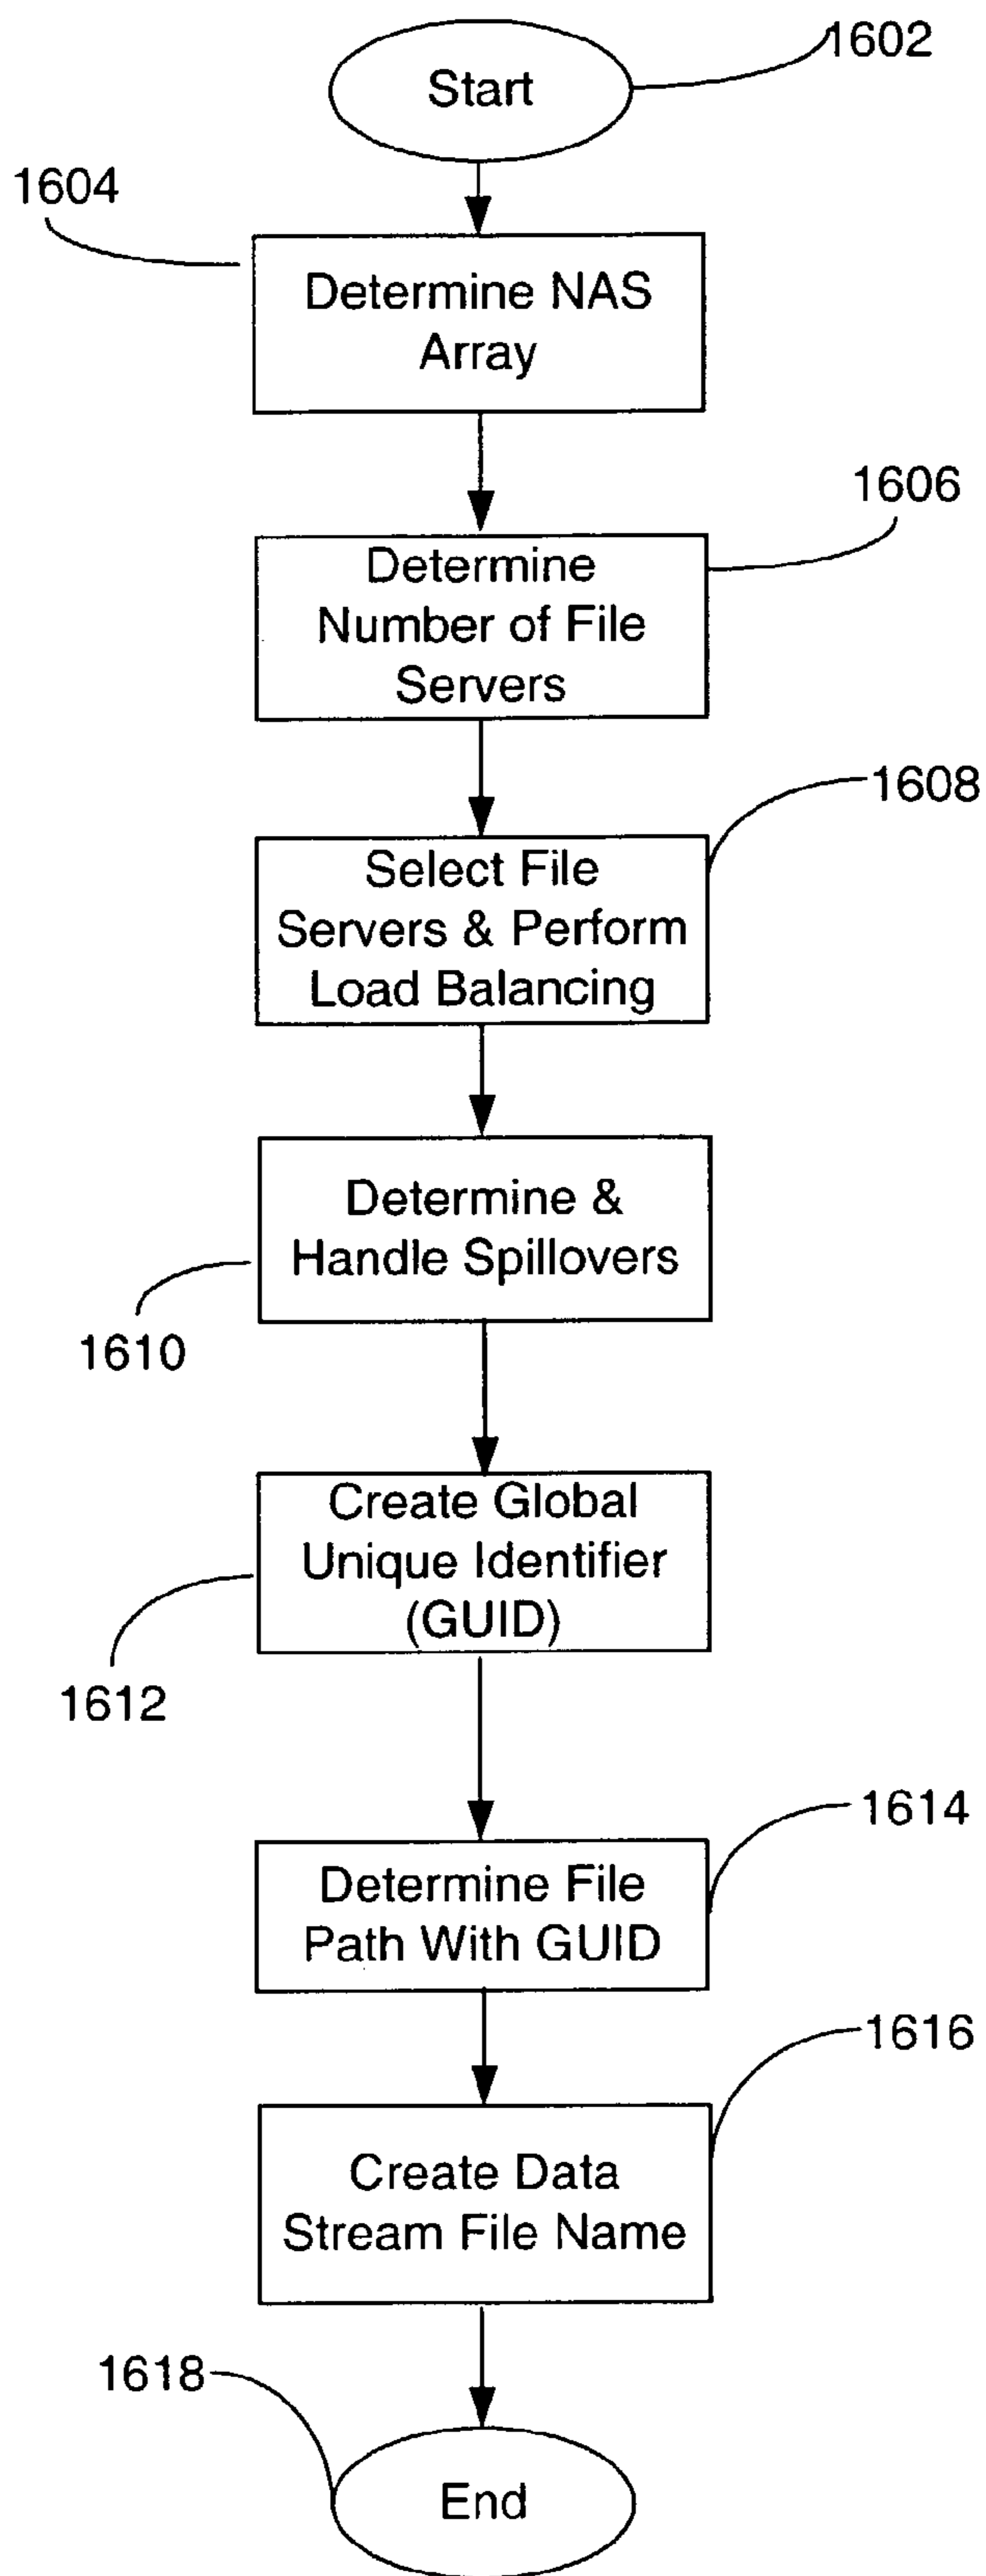 1602
Start
1604
Determine NAS
Array
1606
Determine
Number of File
Servers
1608
Select File
Servers & Perform
Load Balancing
Determine &
Handle Spillovers
1610
Create Global
Unique Identifier
(GUID)
1612
1614
Determine File
Path With GUID
1616
Create Data
Stream File Name
1618
End